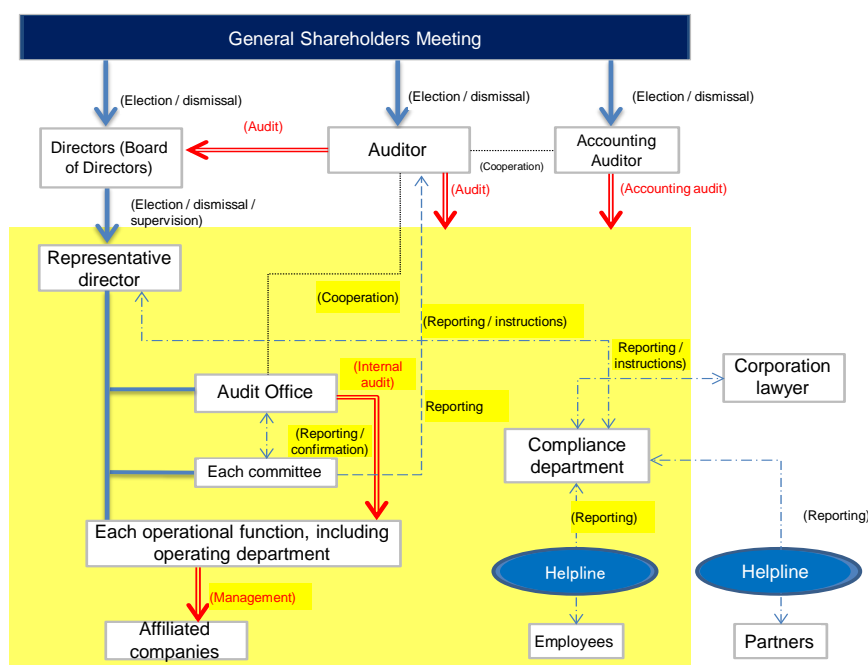 General Shareholders Meeting
(Election / dismissal)
(Election / dismissal)
(Election / dismissal)
(Audit)
Directors (Board
of Directors)
Auditor
(Cooperation)
Accounting
Auditor
(Audit)
(Accounting audit)
(Election / dismissal /
supervision)
Representative
director
(Cooperation)
(Reporting / instructions)
Reporting /
instructions)
Corporation
lawyer
(Internal
audit)
Audit Office
Reporting
(Reporting /
confirmation)
Each committee
Compliance
department
Each operational function, including
operating department
(Reporting)
(Reporting)
Helpline
Helpline
(Management)
Affiliated
companies
Employees
Partners